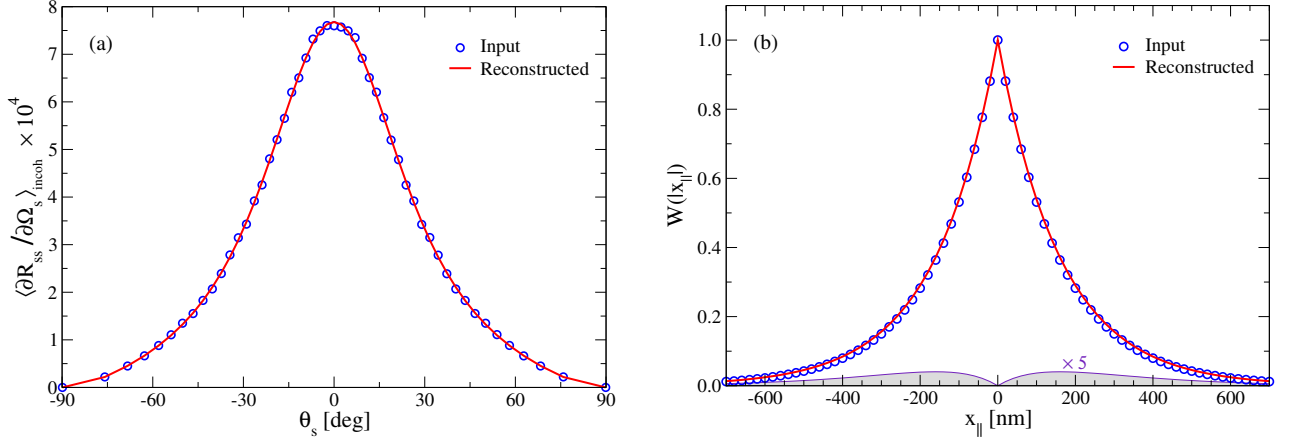 (a)
Input
Reconstructed
⟨∂R_ss /∂Ω_s⟩_incoh × 10^4
8
7
6
5
4
3
2
1
0
-90 -60 -30 0 30 60 90
θ_s [deg]
(b)
Input
Reconstructed
W(|x_||)
1.0
0.8
0.6
0.4
0.2
0.0
× 5
-600 -400 -200 0 200 400 600
x_|| [nm]